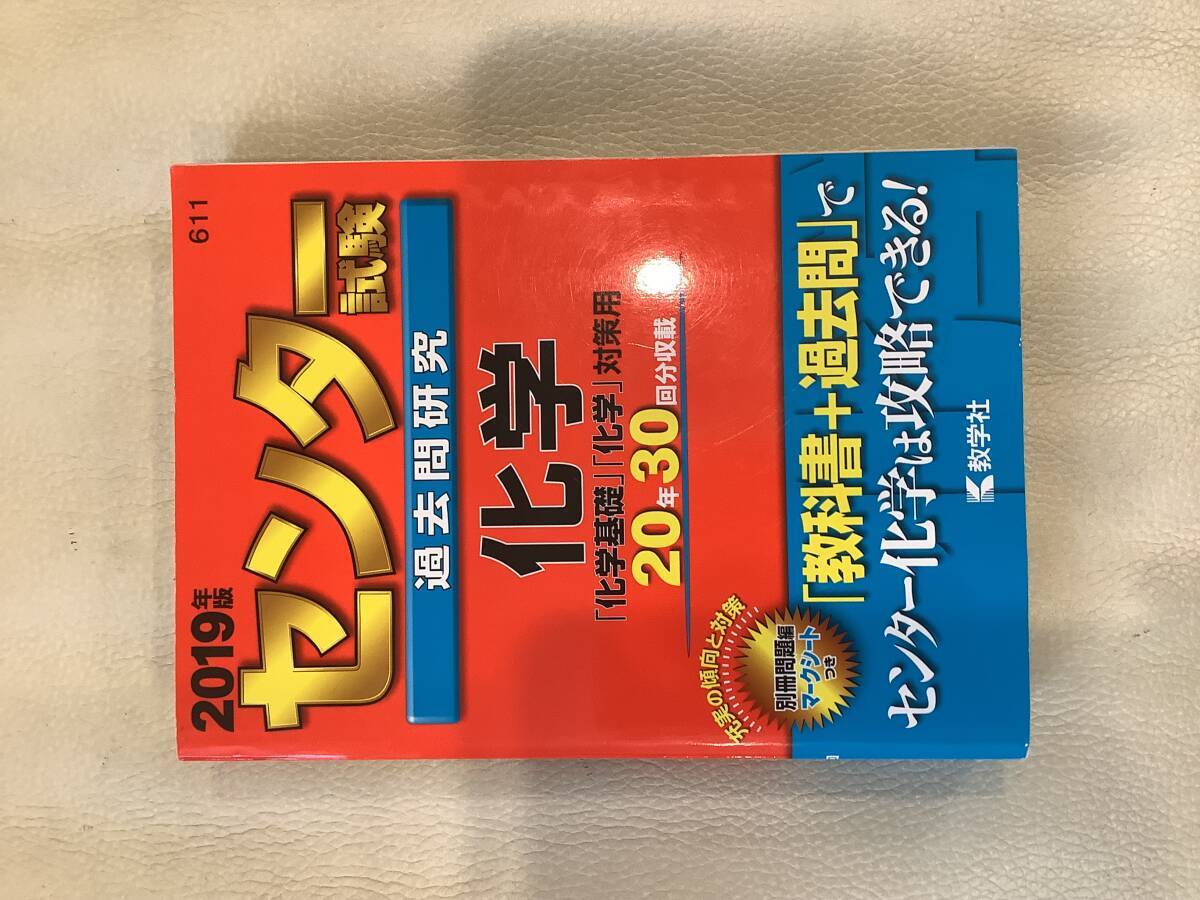 611
2019年版
センター試験
過去問研究
化学
「化学基礎」「化学」対策用
20年30回分収載
充実の傾向と対策
別冊問題編
マークシート
つき
「教科書+過去問」で
センター化学は攻略できる!
教学社